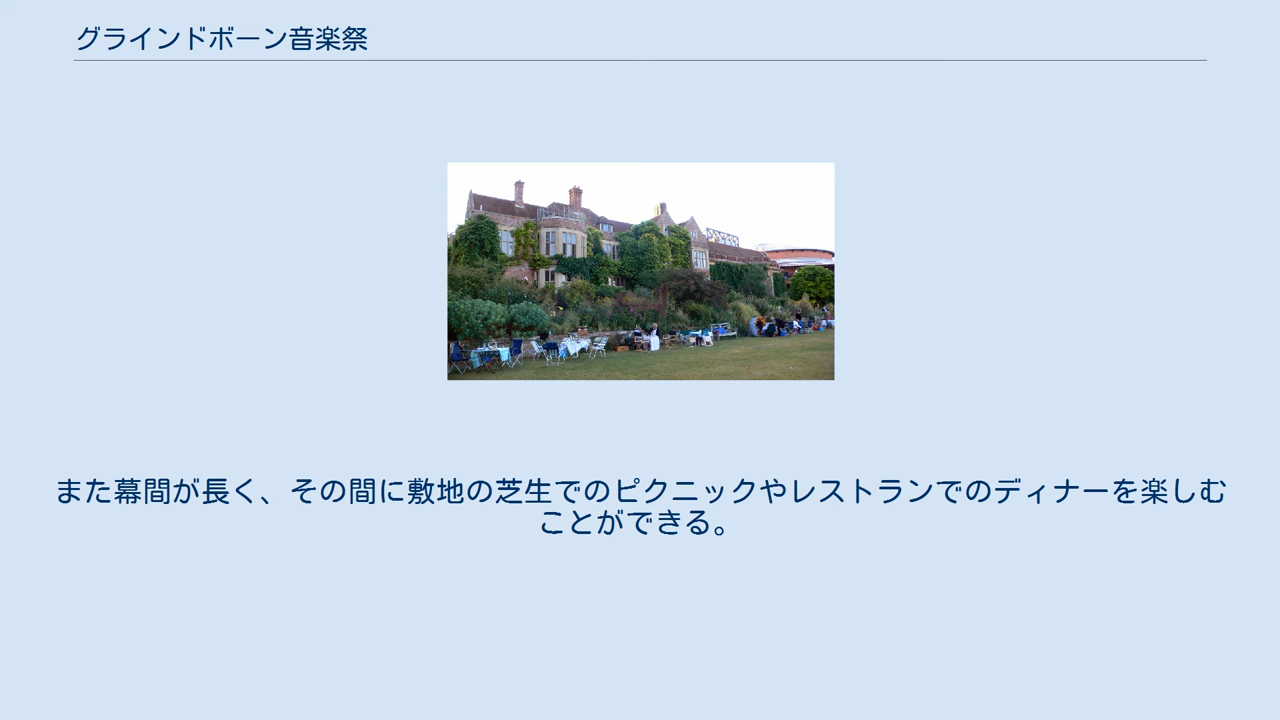 グラインドボーン音楽祭
また幕間が長く、その間に敷地の芝生でのピクニックやレストランでのディナーを楽しむ
ことができる。